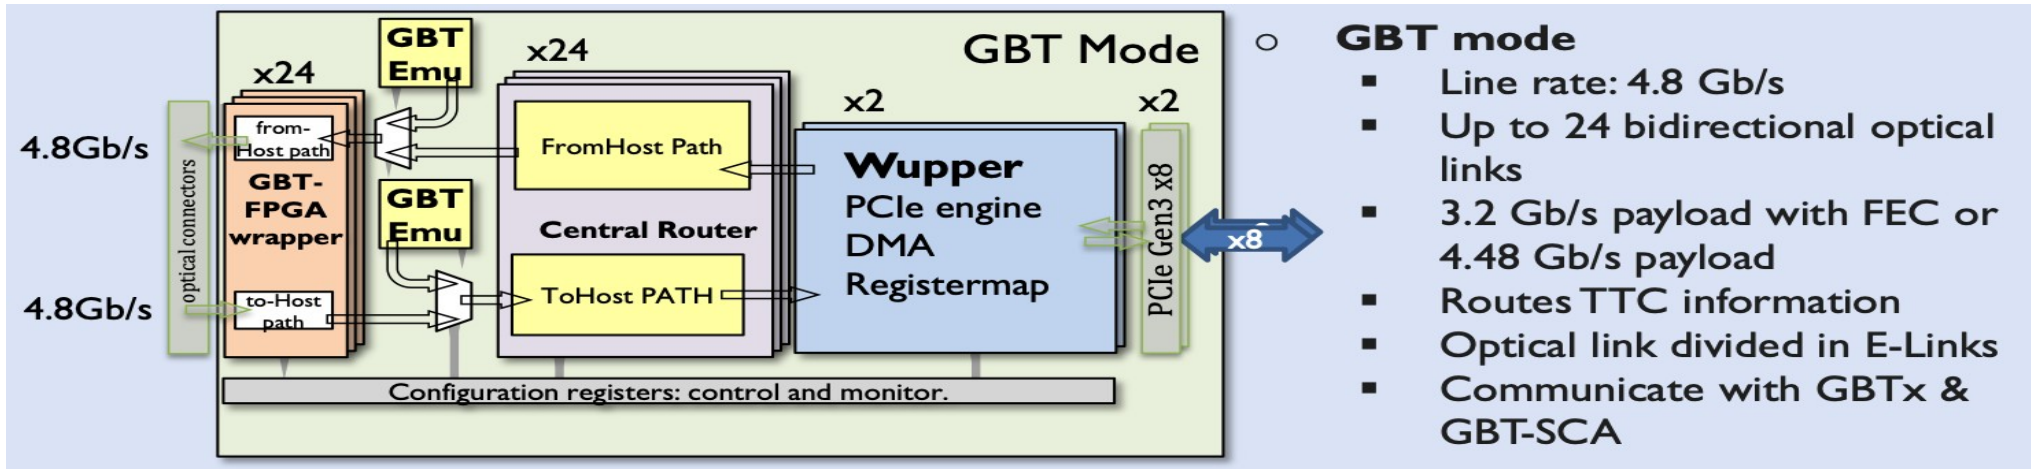 GBT Mode
x24
GBT
Emu
x24
x2
x2
4.8Gb/s
4.8Gb/s
optical connectors
from-
Host path
GBT-
FPGA
wrapper
to-Host
path
GBT
Emu
FromHost Path
Central Router
ToHost PATH
Wupper
PCIe engine
DMA
Registermap
PCIe Gen3 x8
x8
Configuration registers: control and monitor.
○ GBT mode
▪ Line rate: 4.8 Gb/s
▪ Up to 24 bidirectional optical
links
▪ 3.2 Gb/s payload with FEC or
4.48 Gb/s payload
▪ Routes TTC information
▪ Optical link divided in E-Links
▪ Communicate with GBTx &
GBT-SCA